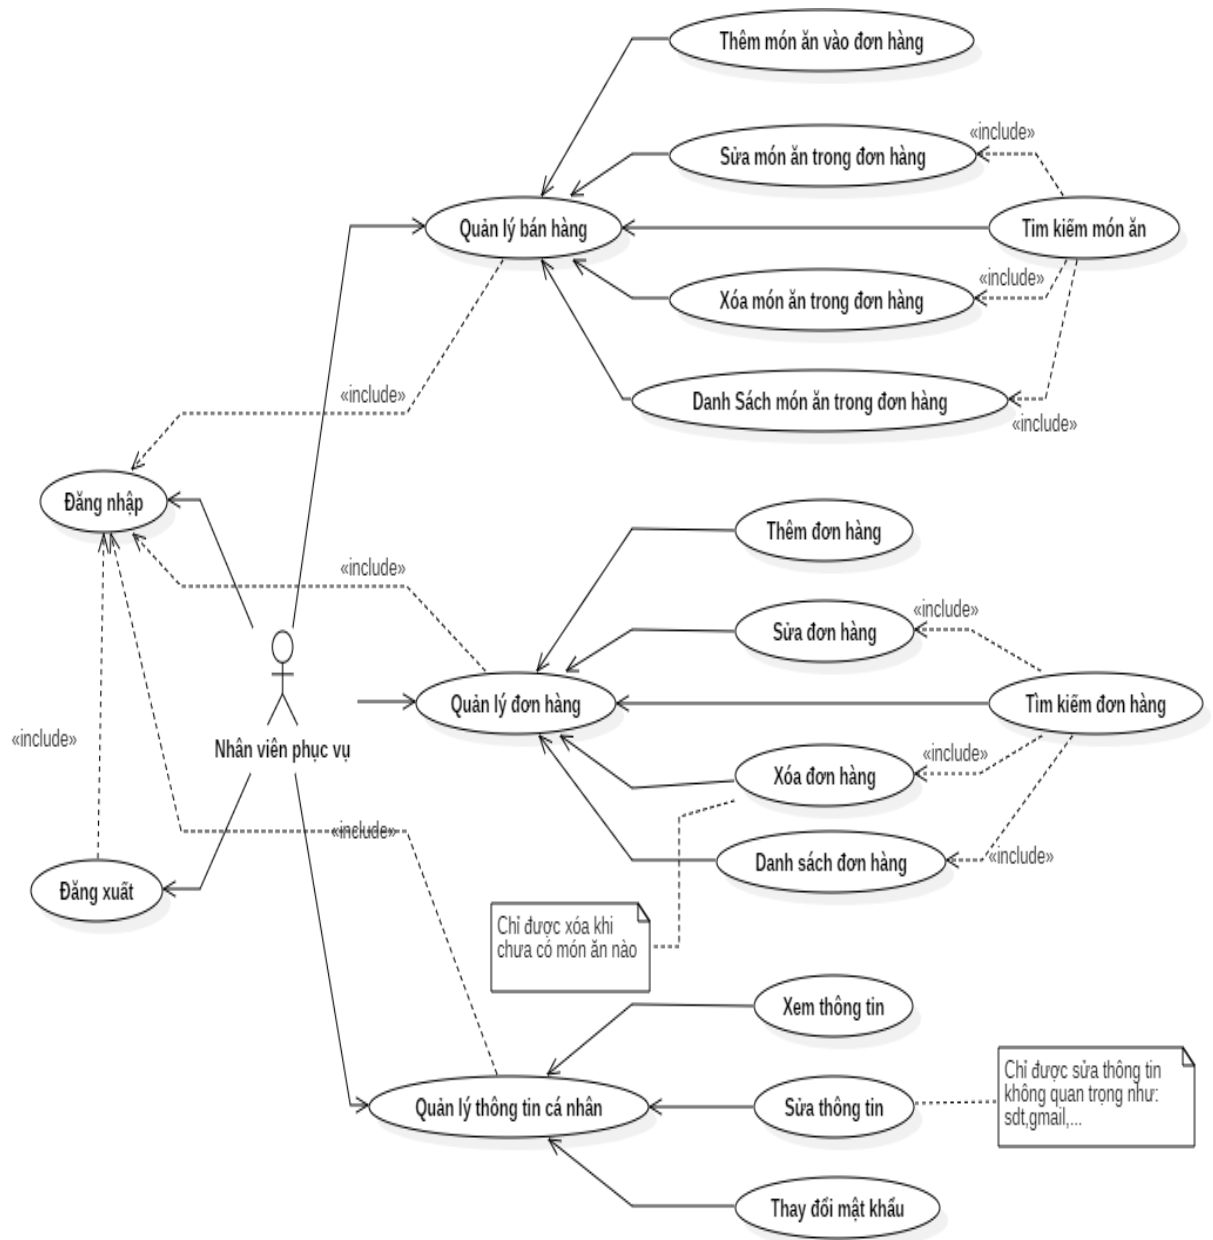 Thêm món ăn vào đơn hàng
«include»
Sửa món ăn trong đơn hàng
Quản lý bán hàng
Tìm kiếm món ăn
«include»
Xóa món ăn trong đơn hàng
«include»
Danh Sách món ăn trong đơn hàng
«include»
Đăng nhập
Thêm đơn hàng
«include»
«include»
Sửa đơn hàng
Quản lý đơn hàng
Tìm kiếm đơn hàng
«include»
Nhân viên phục vụ
«include»
Xóa đơn hàng
«include»
«include»
Danh sách đơn hàng
Đăng xuất
Chỉ được xóa khi
chưa có món ăn nào
Xem thông tin
Chỉ được sửa thông tin
không quan trọng như:
sdt,gmail,...
Quản lý thông tin cá nhân
Sửa thông tin
Thay đổi mật khẩu